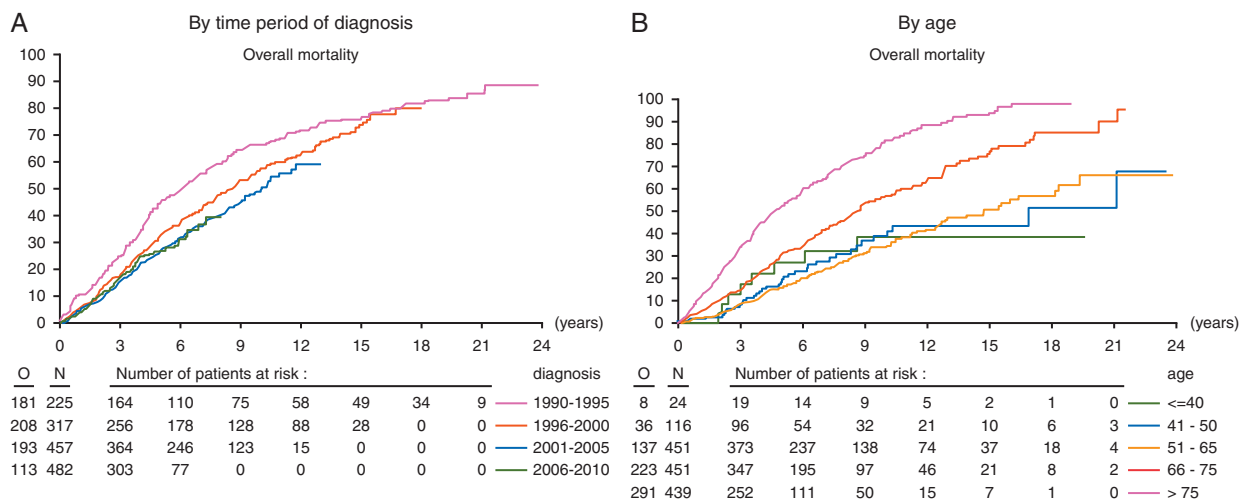 A By time period of diagnosis
Overall mortality
100
90
80
70
60
50
40
30
20
10
0
(years)
0 3 6 9 12 15 18 21 24
O N Number of patients at risk : diagnosis
181 225 164 110 75 58 49 34 9 1990-1995
208 317 256 178 128 88 28 0 0 1996-2000
193 457 364 246 123 15 0 0 0 2001-2005
113 482 303 77 0 0 0 0 0 2006-2010
B By age
Overall mortality
100
90
80
70
60
50
40
30
20
10
0
(years)
0 3 6 9 12 15 18 21 24
O N Number of patients at risk : age
8 24 19 14 9 5 2 1 0 <=40
36 116 96 54 32 21 10 6 3 41 - 50
137 451 373 237 138 74 37 18 4 51 - 65
223 451 347 195 97 46 21 8 2 66 - 75
291 439 252 111 50 15 7 1 0 > 75